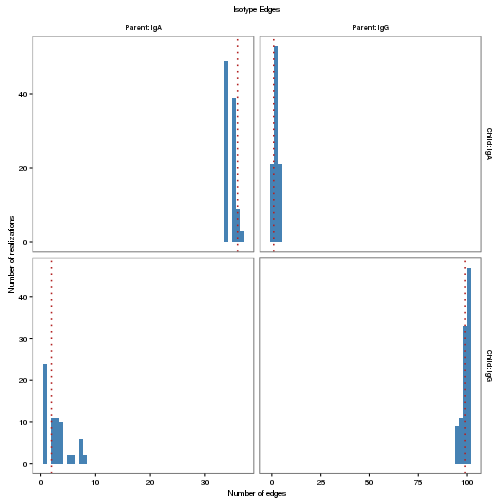 Isotype Edges
Parent: IgA
Parent: IgG
40
20
0
Child: IgA
Number of realizations
40
30
20
10
0
Child: IgG
0
10
20
30
0
25
50
75
100
Number of edges